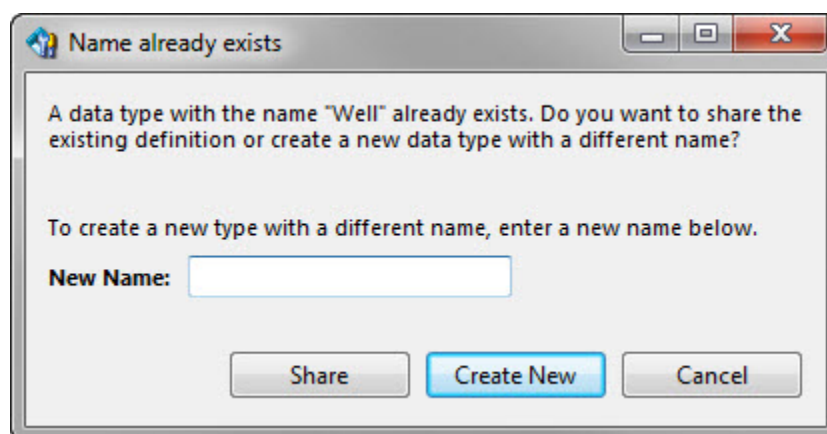 Name already exists
A data type with the name "Well" already exists. Do you want to share the
existing definition or create a new data type with a different name?
To create a new type with a different name, enter a new name below.
New Name:
Share Create New Cancel